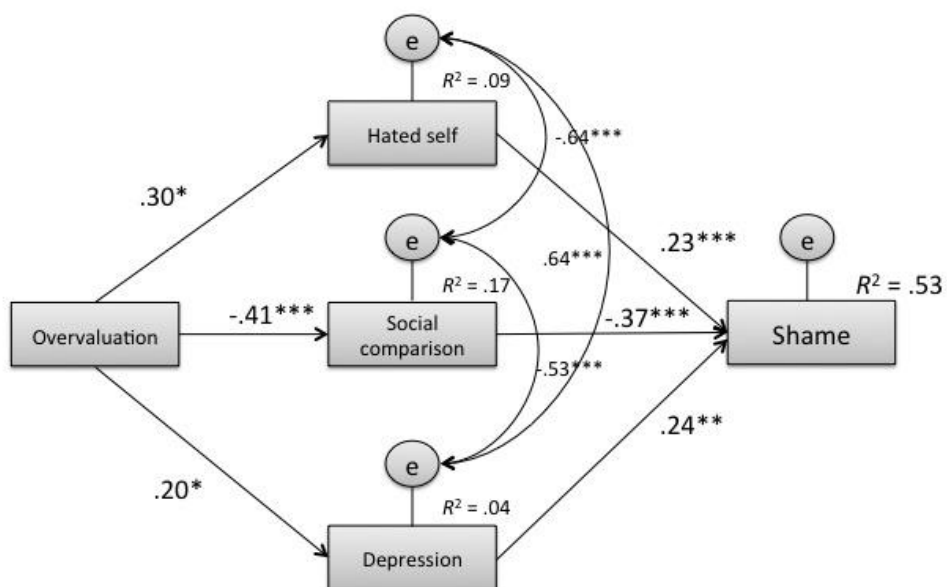 e
R² = .09
Hated self
-.64***
.30*
e
.23***
e
.64***
R² = .17
R² = .53
Overvaluation
-.41***
Social
comparison
-.37***
Shame
-.53***
e
.24**
.20*
R² = .04
Depression